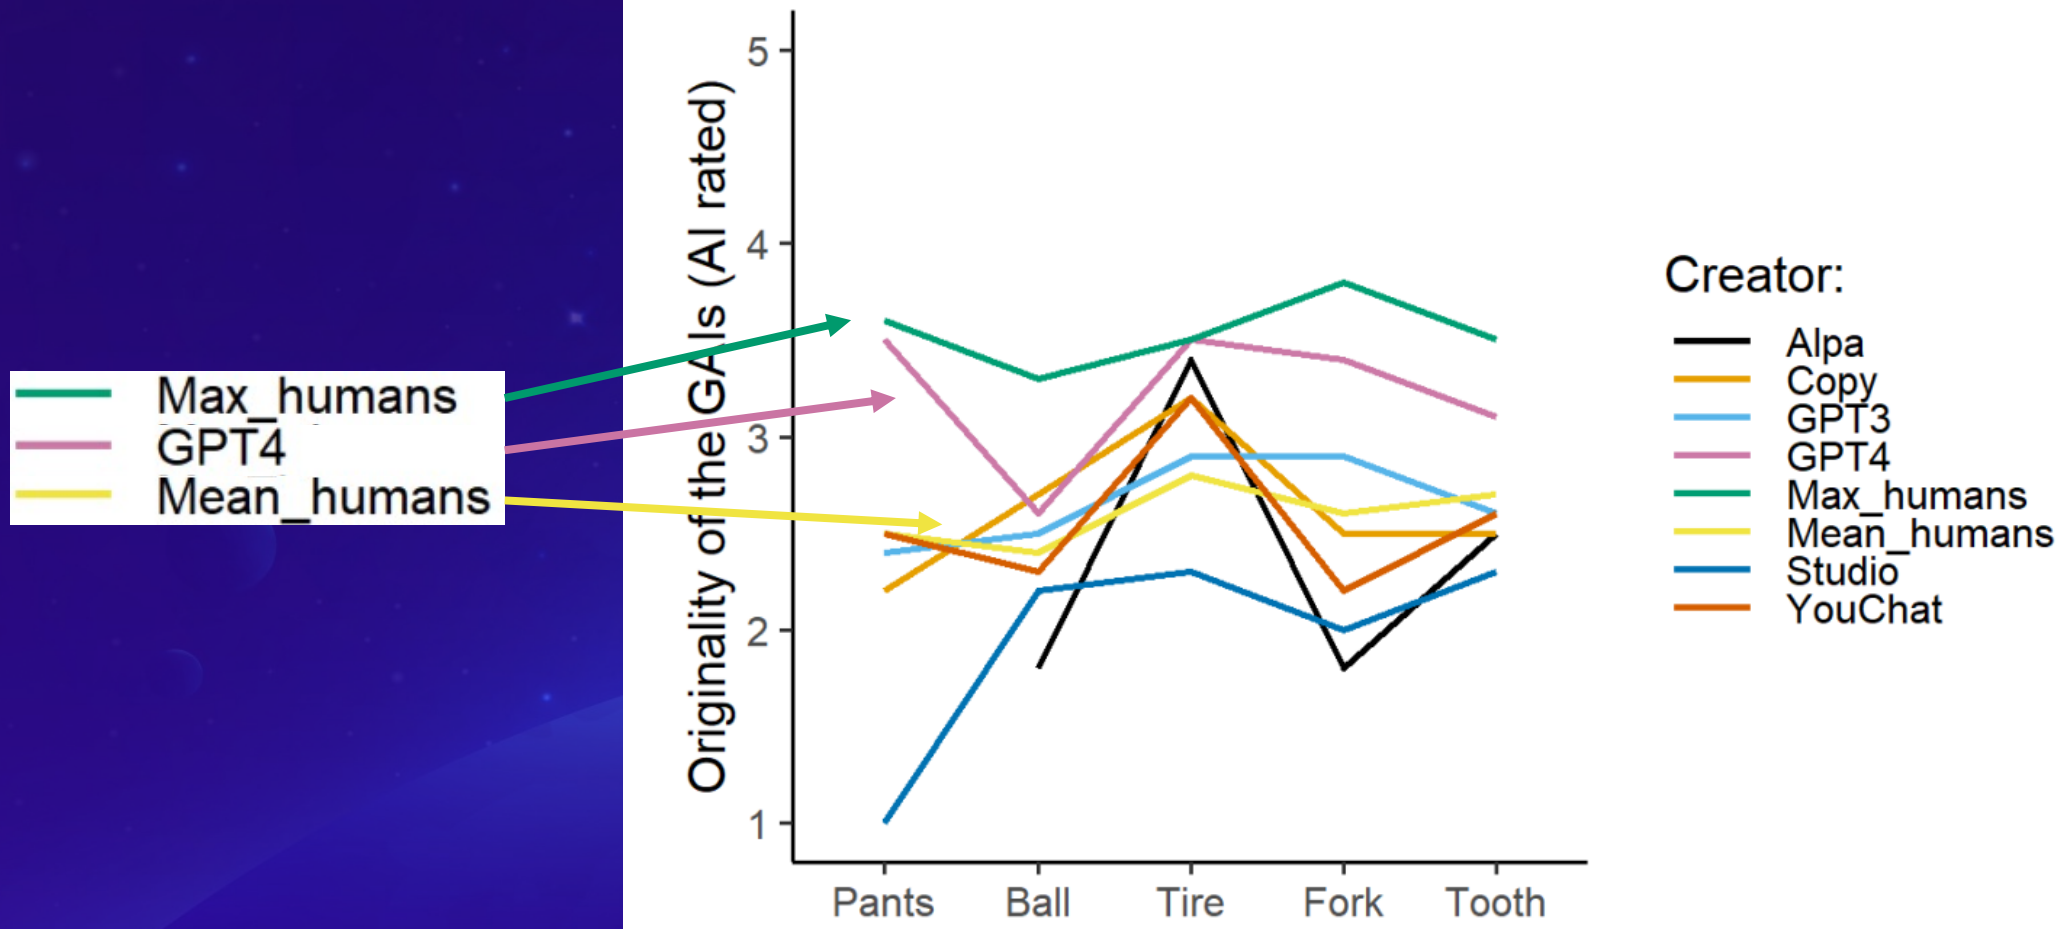 Max_humans
GPT4
Mean_humans
Originality of the GAIs (AI rated)
5
4
3
2
1
Pants Ball Tire Fork Tooth
Creator:
Alpa
Copy
GPT3
GPT4
Max_humans
Mean_humans
Studio
YouChat